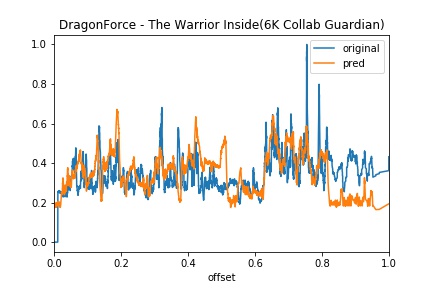 DragonForce - The Warrior Inside(6K Collab Guardian)
original
pred
1.0
0.8
0.6
0.4
0.2
0.0
0.0 0.2 0.4 0.6 0.8 1.0
offset